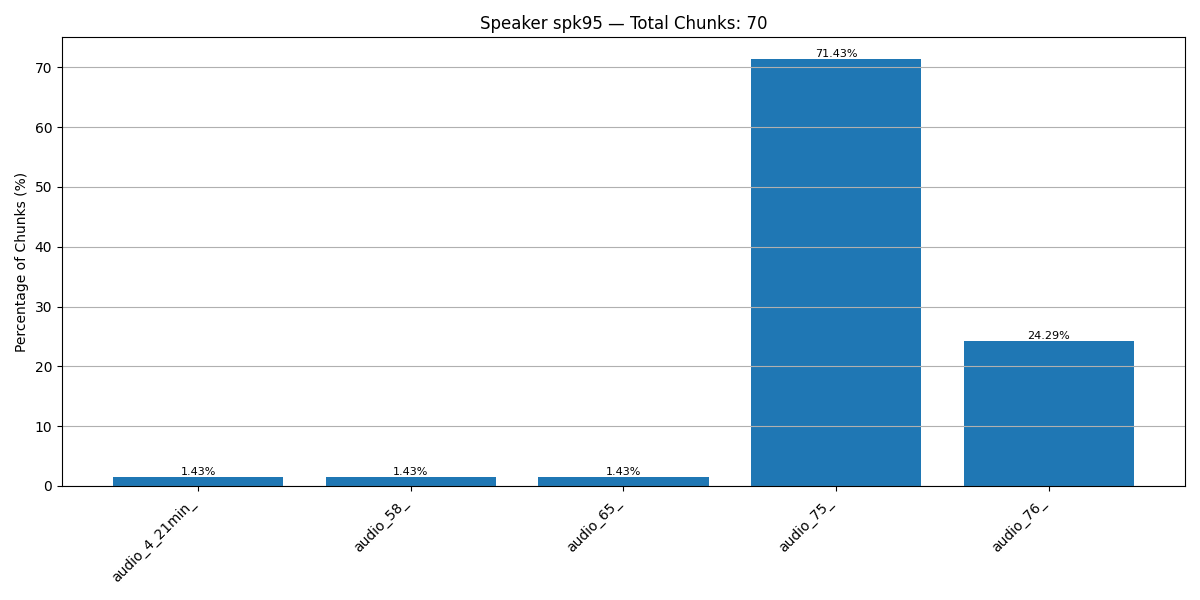 Speaker spk95 — Total Chunks: 70
Percentage of Chunks (%)
70
60
50
40
30
20
10
0
1.43%
1.43%
1.43%
71.43%
24.29%
audio_4_21min_
audio_58_
audio_65_
audio_75_
audio_76_